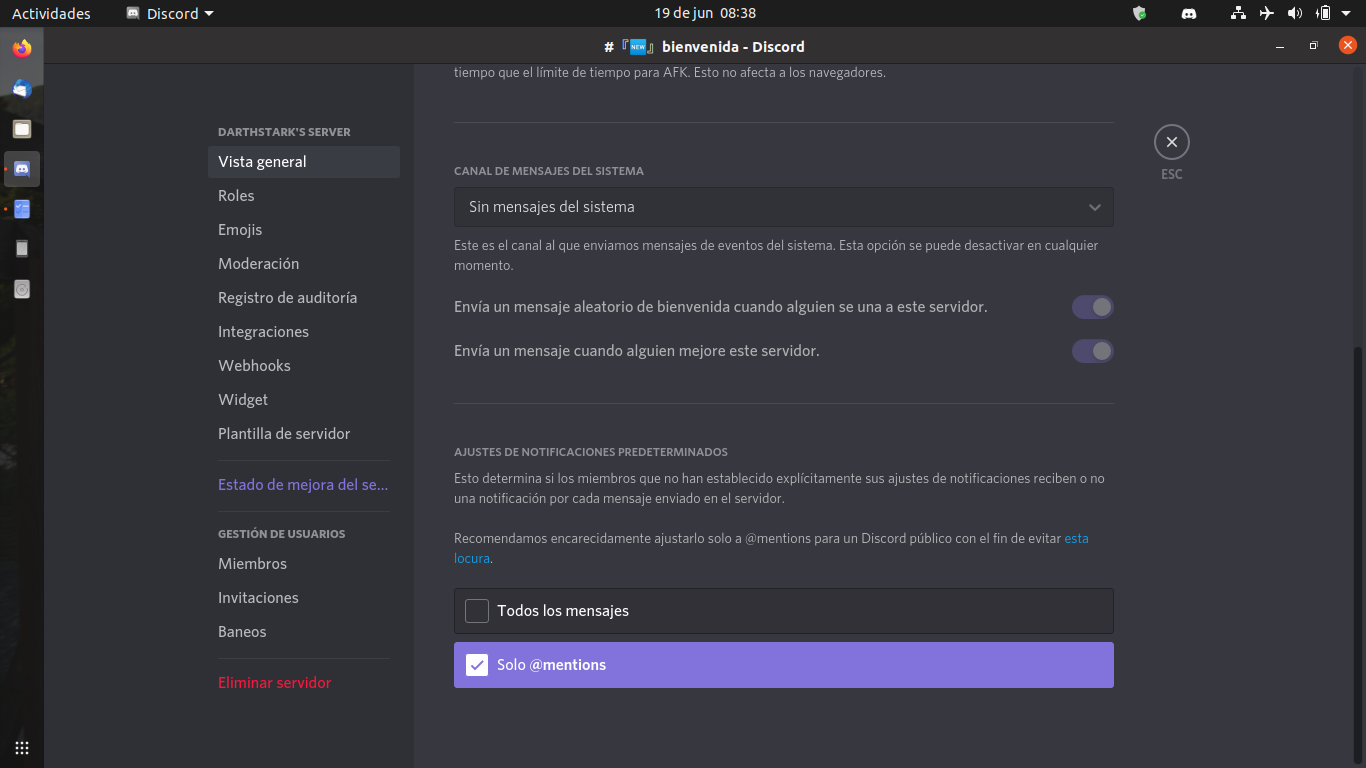 Actividades
Discord
19 de jun 08:38
# 『NEW』 bienvenida - Discord
tiempo que el límite de tiempo para AFK. Esto no afecta a los navegadores.
DARTHSTARK'S SERVER
Vista general
Roles
Emojis
Moderación
Registro de auditoría
Integraciones
Webhooks
Widget
Plantilla de servidor
Estado de mejora del se...
GESTIÓN DE USUARIOS
Miembros
Invitaciones
Baneos
Eliminar servidor
CANAL DE MENSAJES DEL SISTEMA
Sin mensajes del sistema
Este es el canal al que enviamos mensajes de eventos del sistema. Esta opción se puede desactivar en cualquier
momento.
Envía un mensaje aleatorio de bienvenida cuando alguien se una a este servidor.
Envía un mensaje cuando alguien mejore este servidor.
AJUSTES DE NOTIFICACIONES PREDETERMINADOS
Esto determina si los miembros que no han establecido explícitamente sus ajustes de notificaciones reciben o no
una notificación por cada mensaje enviado en el servidor.
Recomendamos encarecidamente ajustarlo solo a @mentions para un Discord público con el fin de evitar esta
locura.
Todos los mensajes
Solo @mentions
ESC